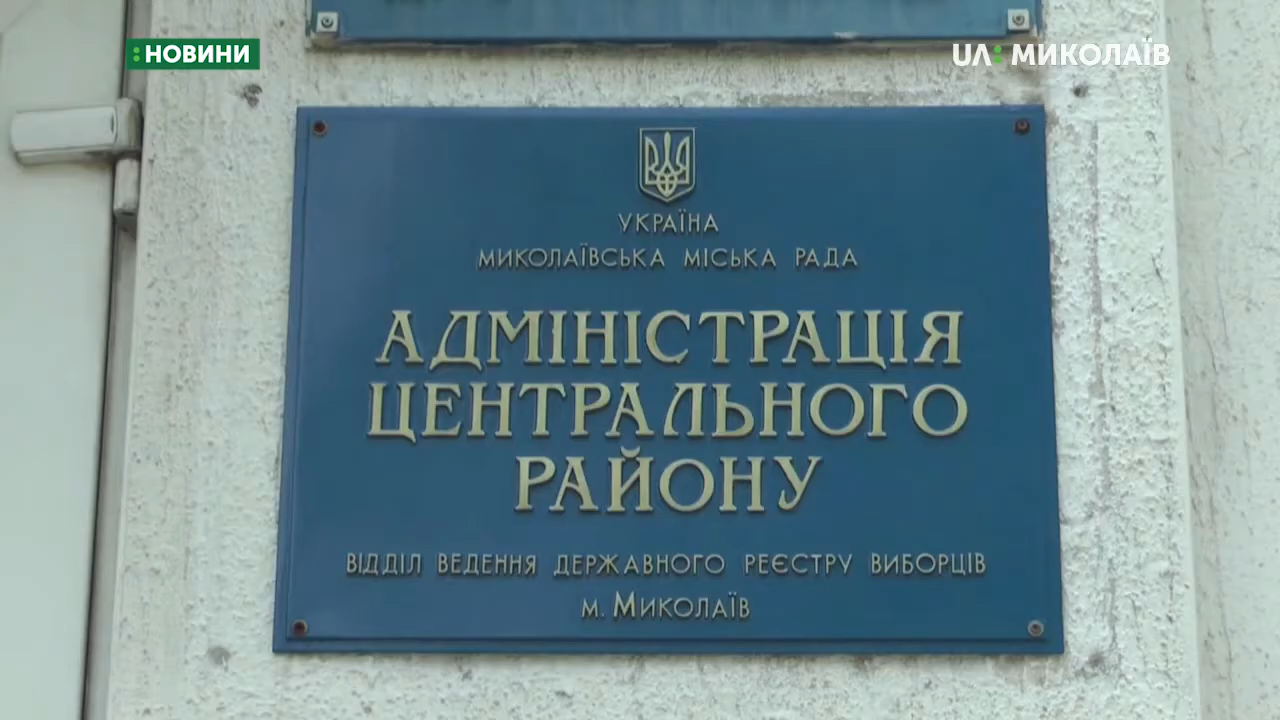 :НОВИНИ
UA: МИКОЛАЇВ
УКРАЇНА
МИКОЛАЇВСЬКА МІСЬКА РАДА
АДМІНІСТРАЦІЯ
ЦЕНТРАЛЬНОГО
РАЙОНУ
ВІДДІЛ ВЕДЕННЯ ДЕРЖАВНОГО РЕЄСТРУ ВИБОРЦІВ
м. Миколаїв